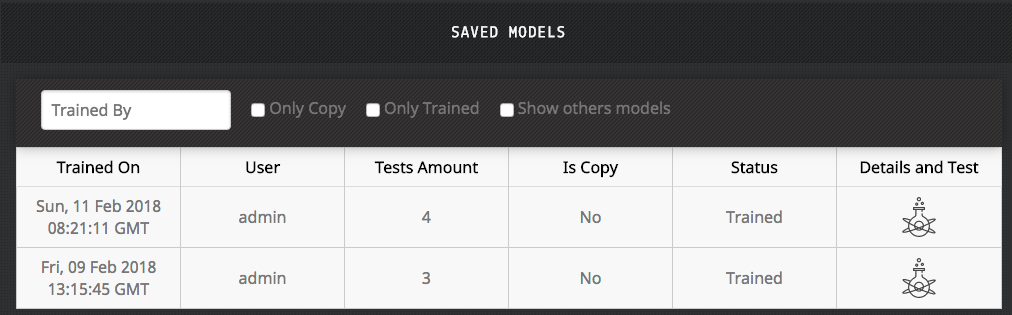 SAVED MODELS
Trained By
Only Copy
Only Trained
Show others models
Trained On User Tests Amount Is Copy Status Details and Test
Sun, 11 Feb 2018
08:21:11 GMT
admin 4 No Trained
Fri, 09 Feb 2018
13:15:45 GMT
admin 3 No Trained